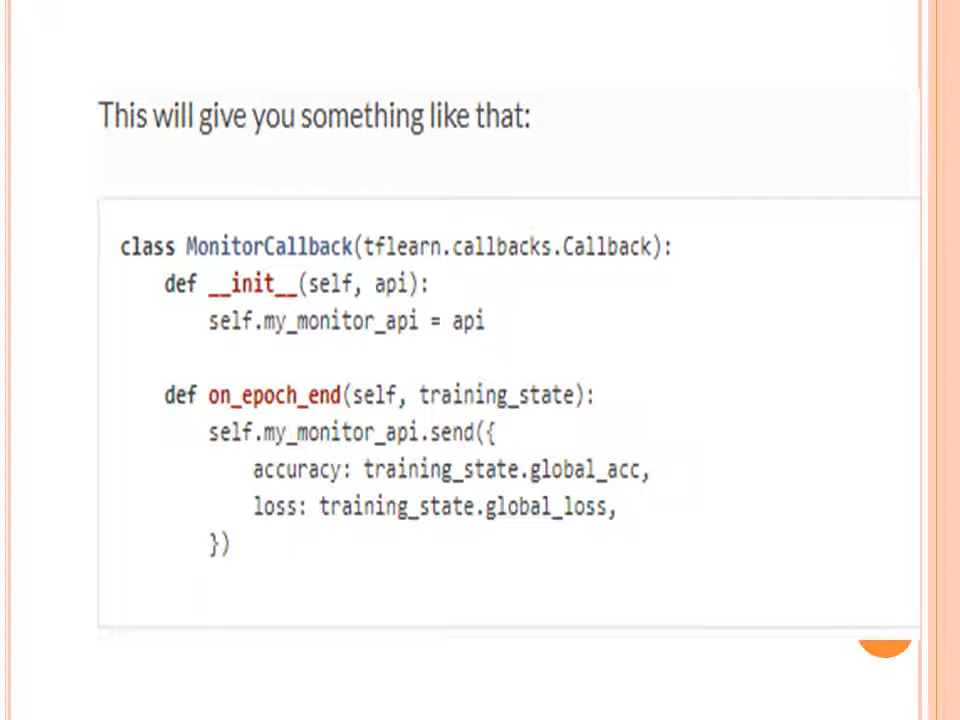 This will give you something like that:
class MonitorCallback(tflearn.callbacks.Callback):
    def __init__(self, api):
        self.my_monitor_api = api
    def on_epoch_end(self, training_state):
        self.my_monitor_api.send({
            accuracy: training_state.global_acc,
            loss: training_state.global_loss,
        })